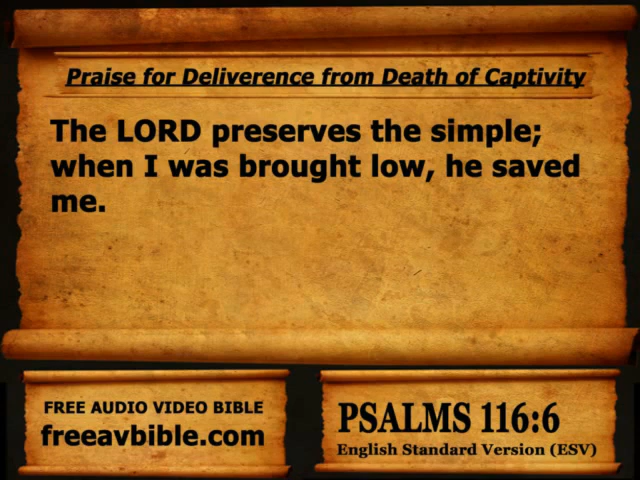 Praise for Deliverence from Death of Captivity
The LORD preserves the simple;
when I was brought low, he saved
me.
FREE AUDIO VIDEO BIBLE
freeavbible.com
PSALMS 116:6
English Standard Version (ESV)